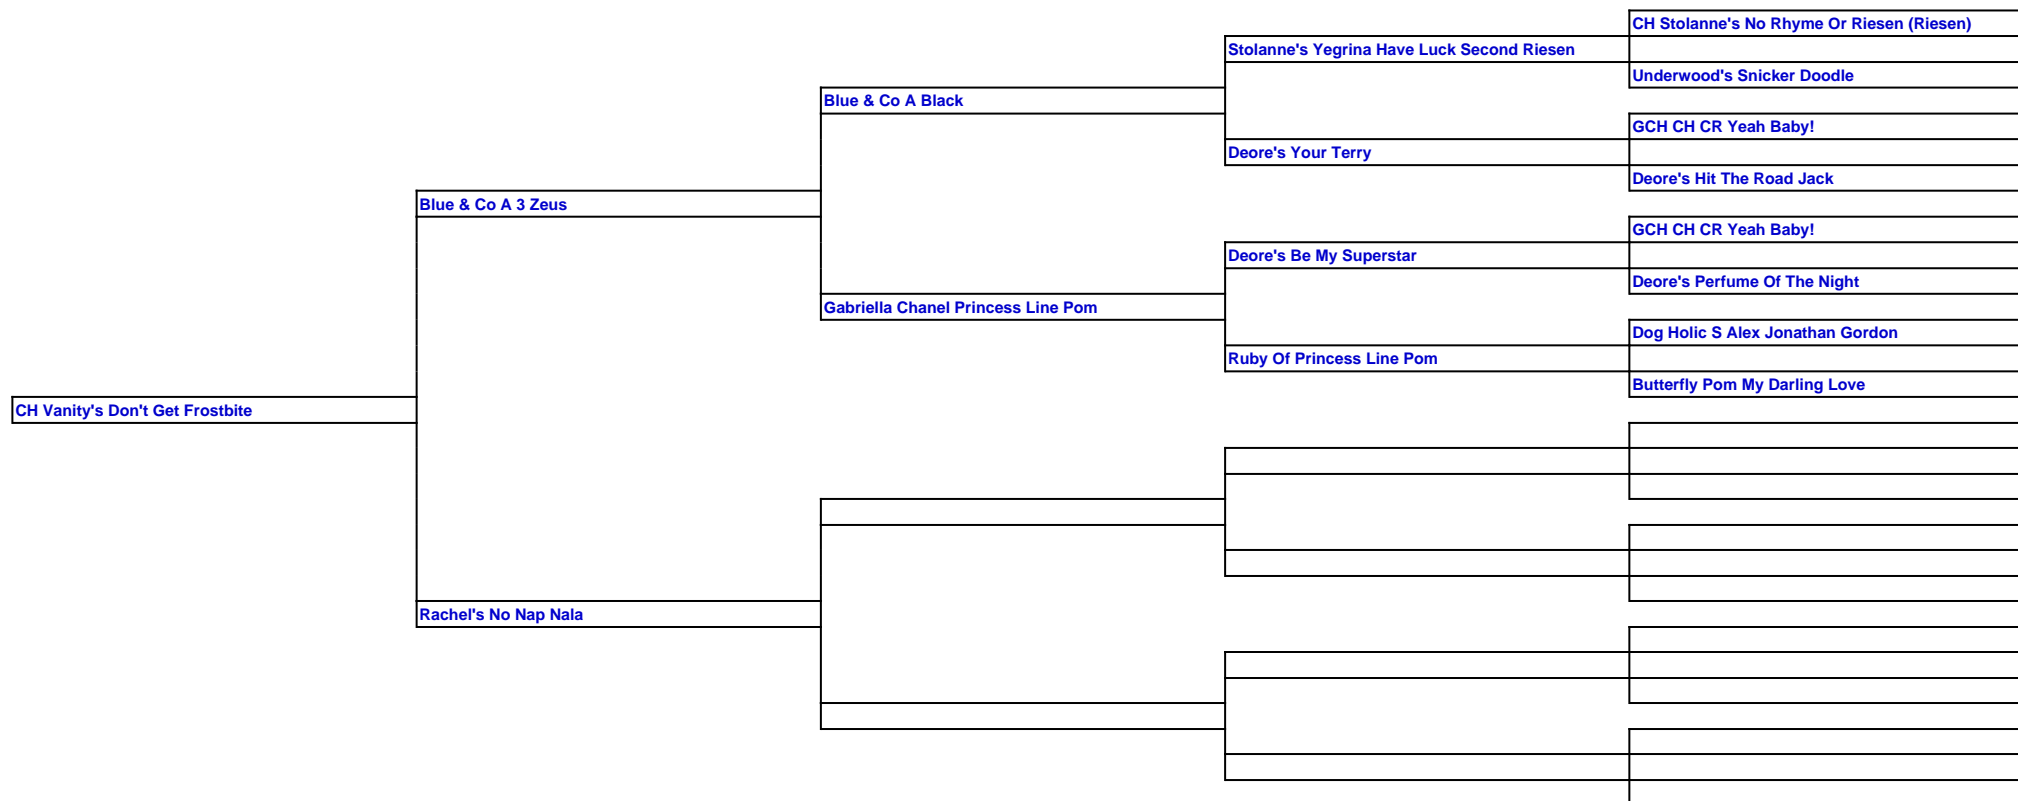 CH Stolanne's No Rhyme Or Riesen (Riesen)
Stolanne's Yegrina Have Luck Second Riesen
Underwood's Snicker Doodle
Blue & Co A Black
GCH CH CR Yeah Baby!
Deore's Your Terry
Deore's Hit The Road Jack
Blue & Co A 3 Zeus
GCH CH CR Yeah Baby!
Deore's Be My Superstar
Deore's Perfume Of The Night
Gabriella Chanel Princess Line Pom
Dog Holic S Alex Jonathan Gordon
Ruby Of Princess Line Pom
Butterfly Pom My Darling Love
CH Vanity's Don't Get Frostbite
Rachel's No Nap Nala